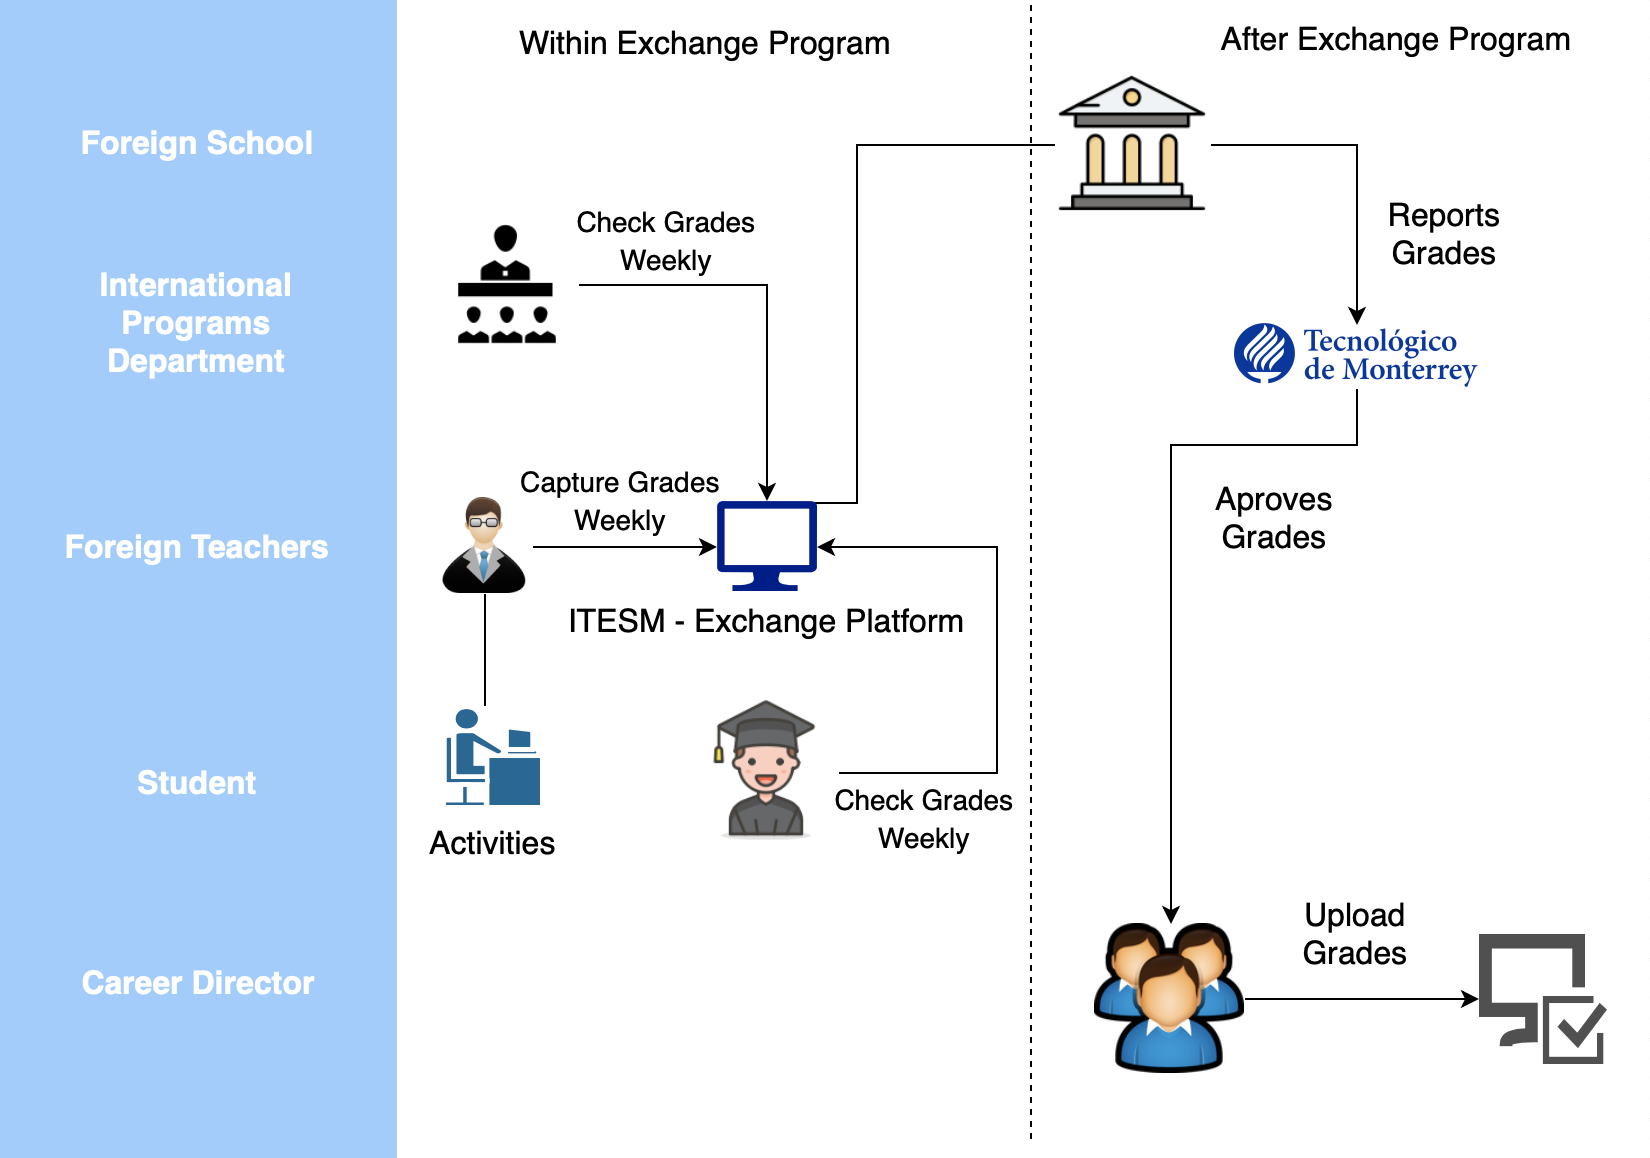 Within Exchange Program
After Exchange Program
Foreign School
International
Programs
Department
Foreign Teachers
Student
Career Director
Check Grades
Weekly
Capture Grades
Weekly
ITESM - Exchange Platform
Activities
Check Grades
Weekly
Reports
Grades
Tecnológico
de Monterrey
Aproves
Grades
Upload
Grades